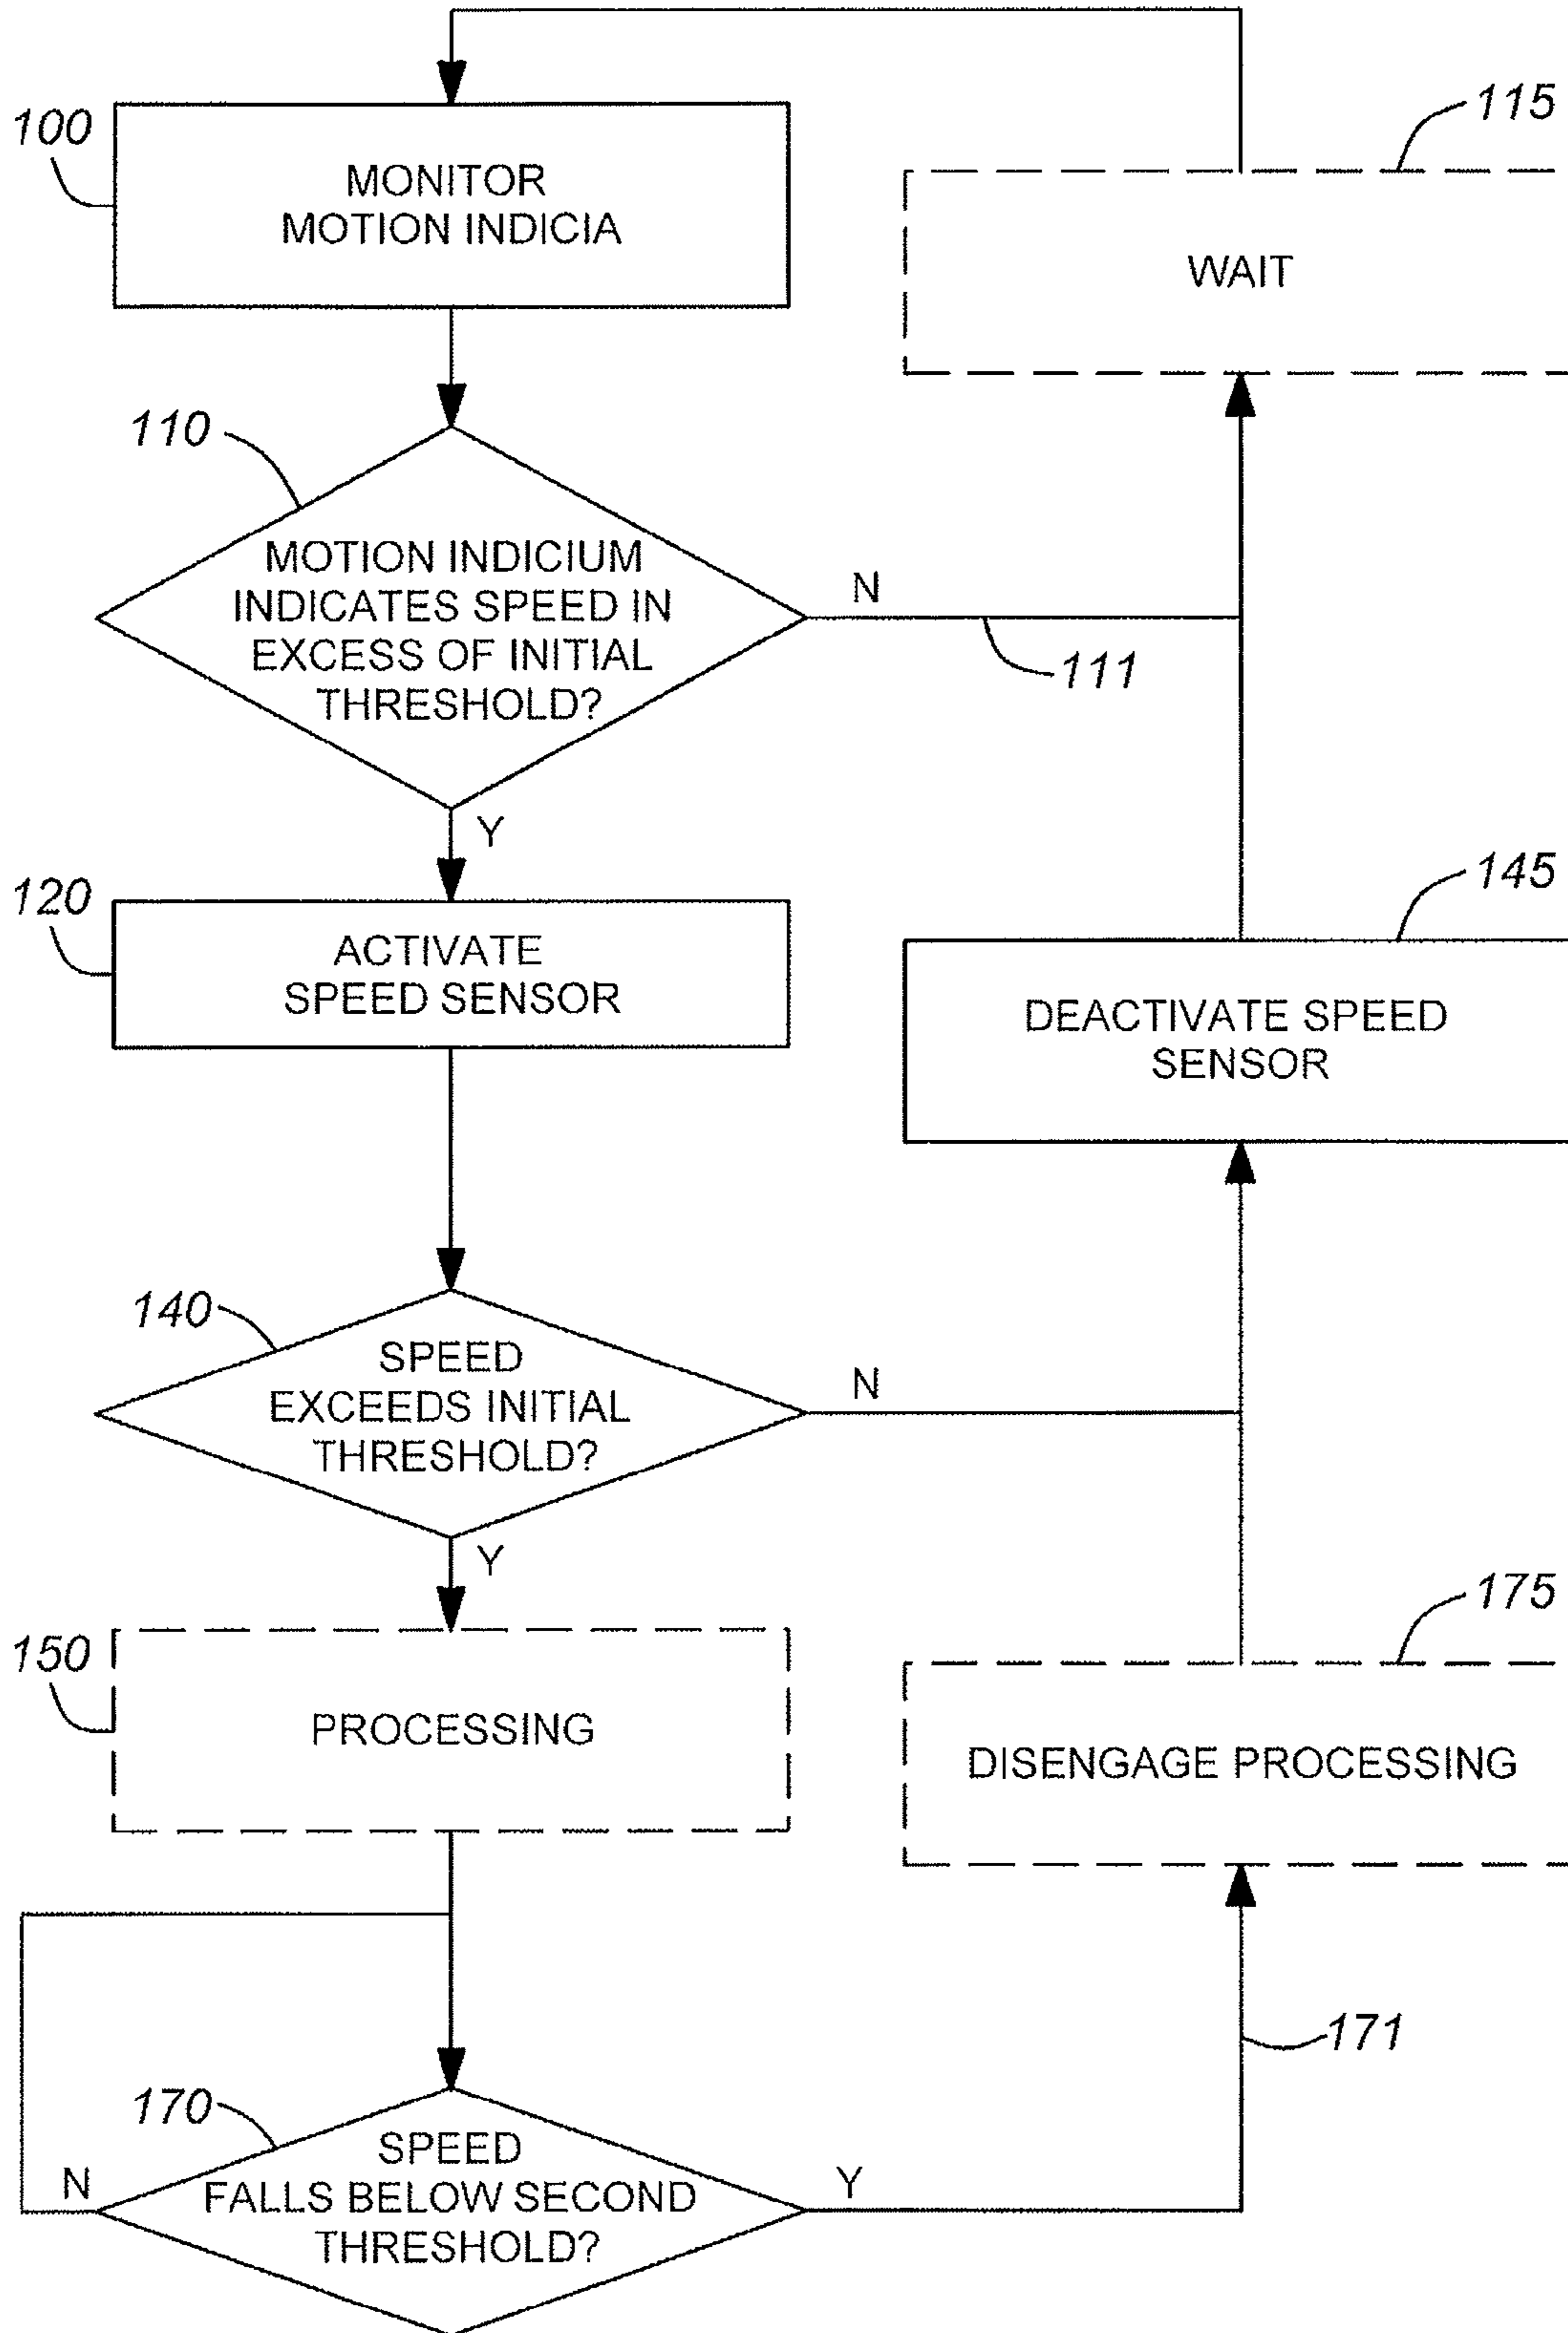 100
MONITOR
MOTION INDICIA
115
WAIT
110
MOTION INDICIUM
INDICATES SPEED IN
EXCESS OF INITIAL
THRESHOLD?
N
111
Y
120
ACTIVATE
SPEED SENSOR
145
DEACTIVATE SPEED
SENSOR
140
SPEED
EXCEEDS INITIAL
THRESHOLD?
N
Y
150
PROCESSING
175
DISENGAGE PROCESSING
171
170
SPEED
FALLS BELOW SECOND
THRESHOLD?
N
Y